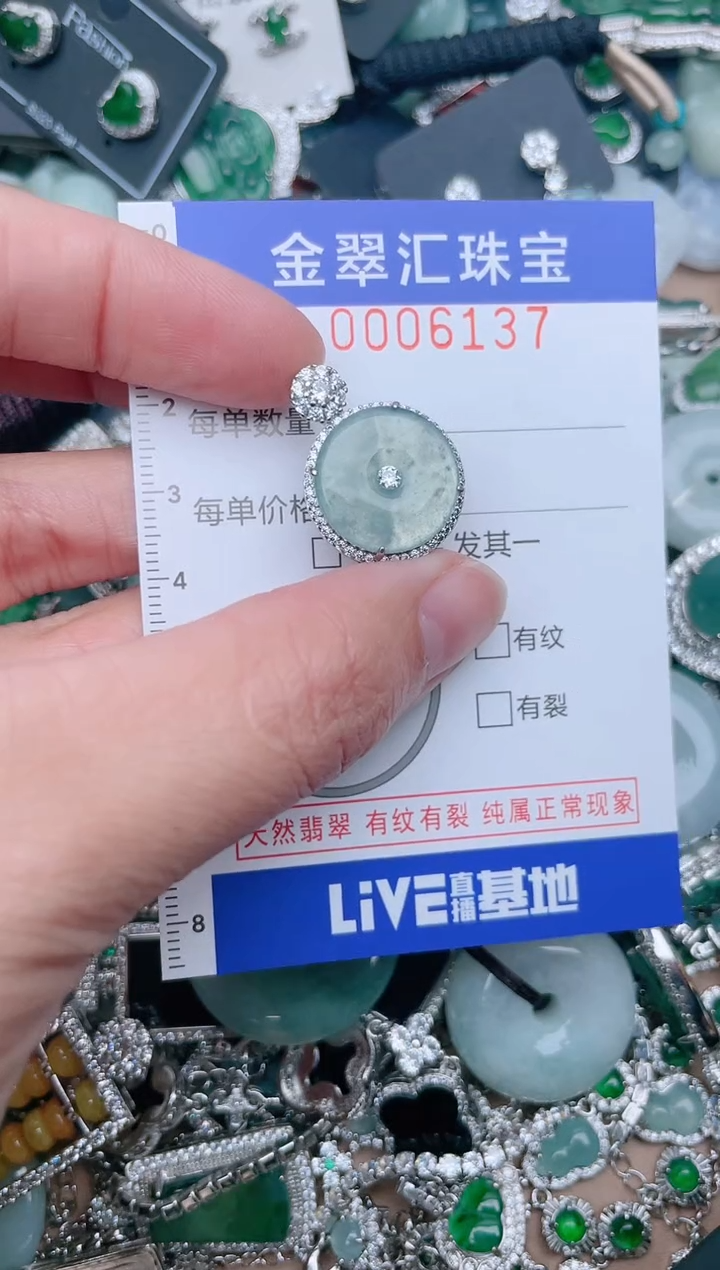 金翠汇珠宝
0006137
每单数量
每单价格
发其一
有纹
有裂
天然翡翠 有纹有裂 纯属正常现象
LiVE直播基地
0
2
3
4
8